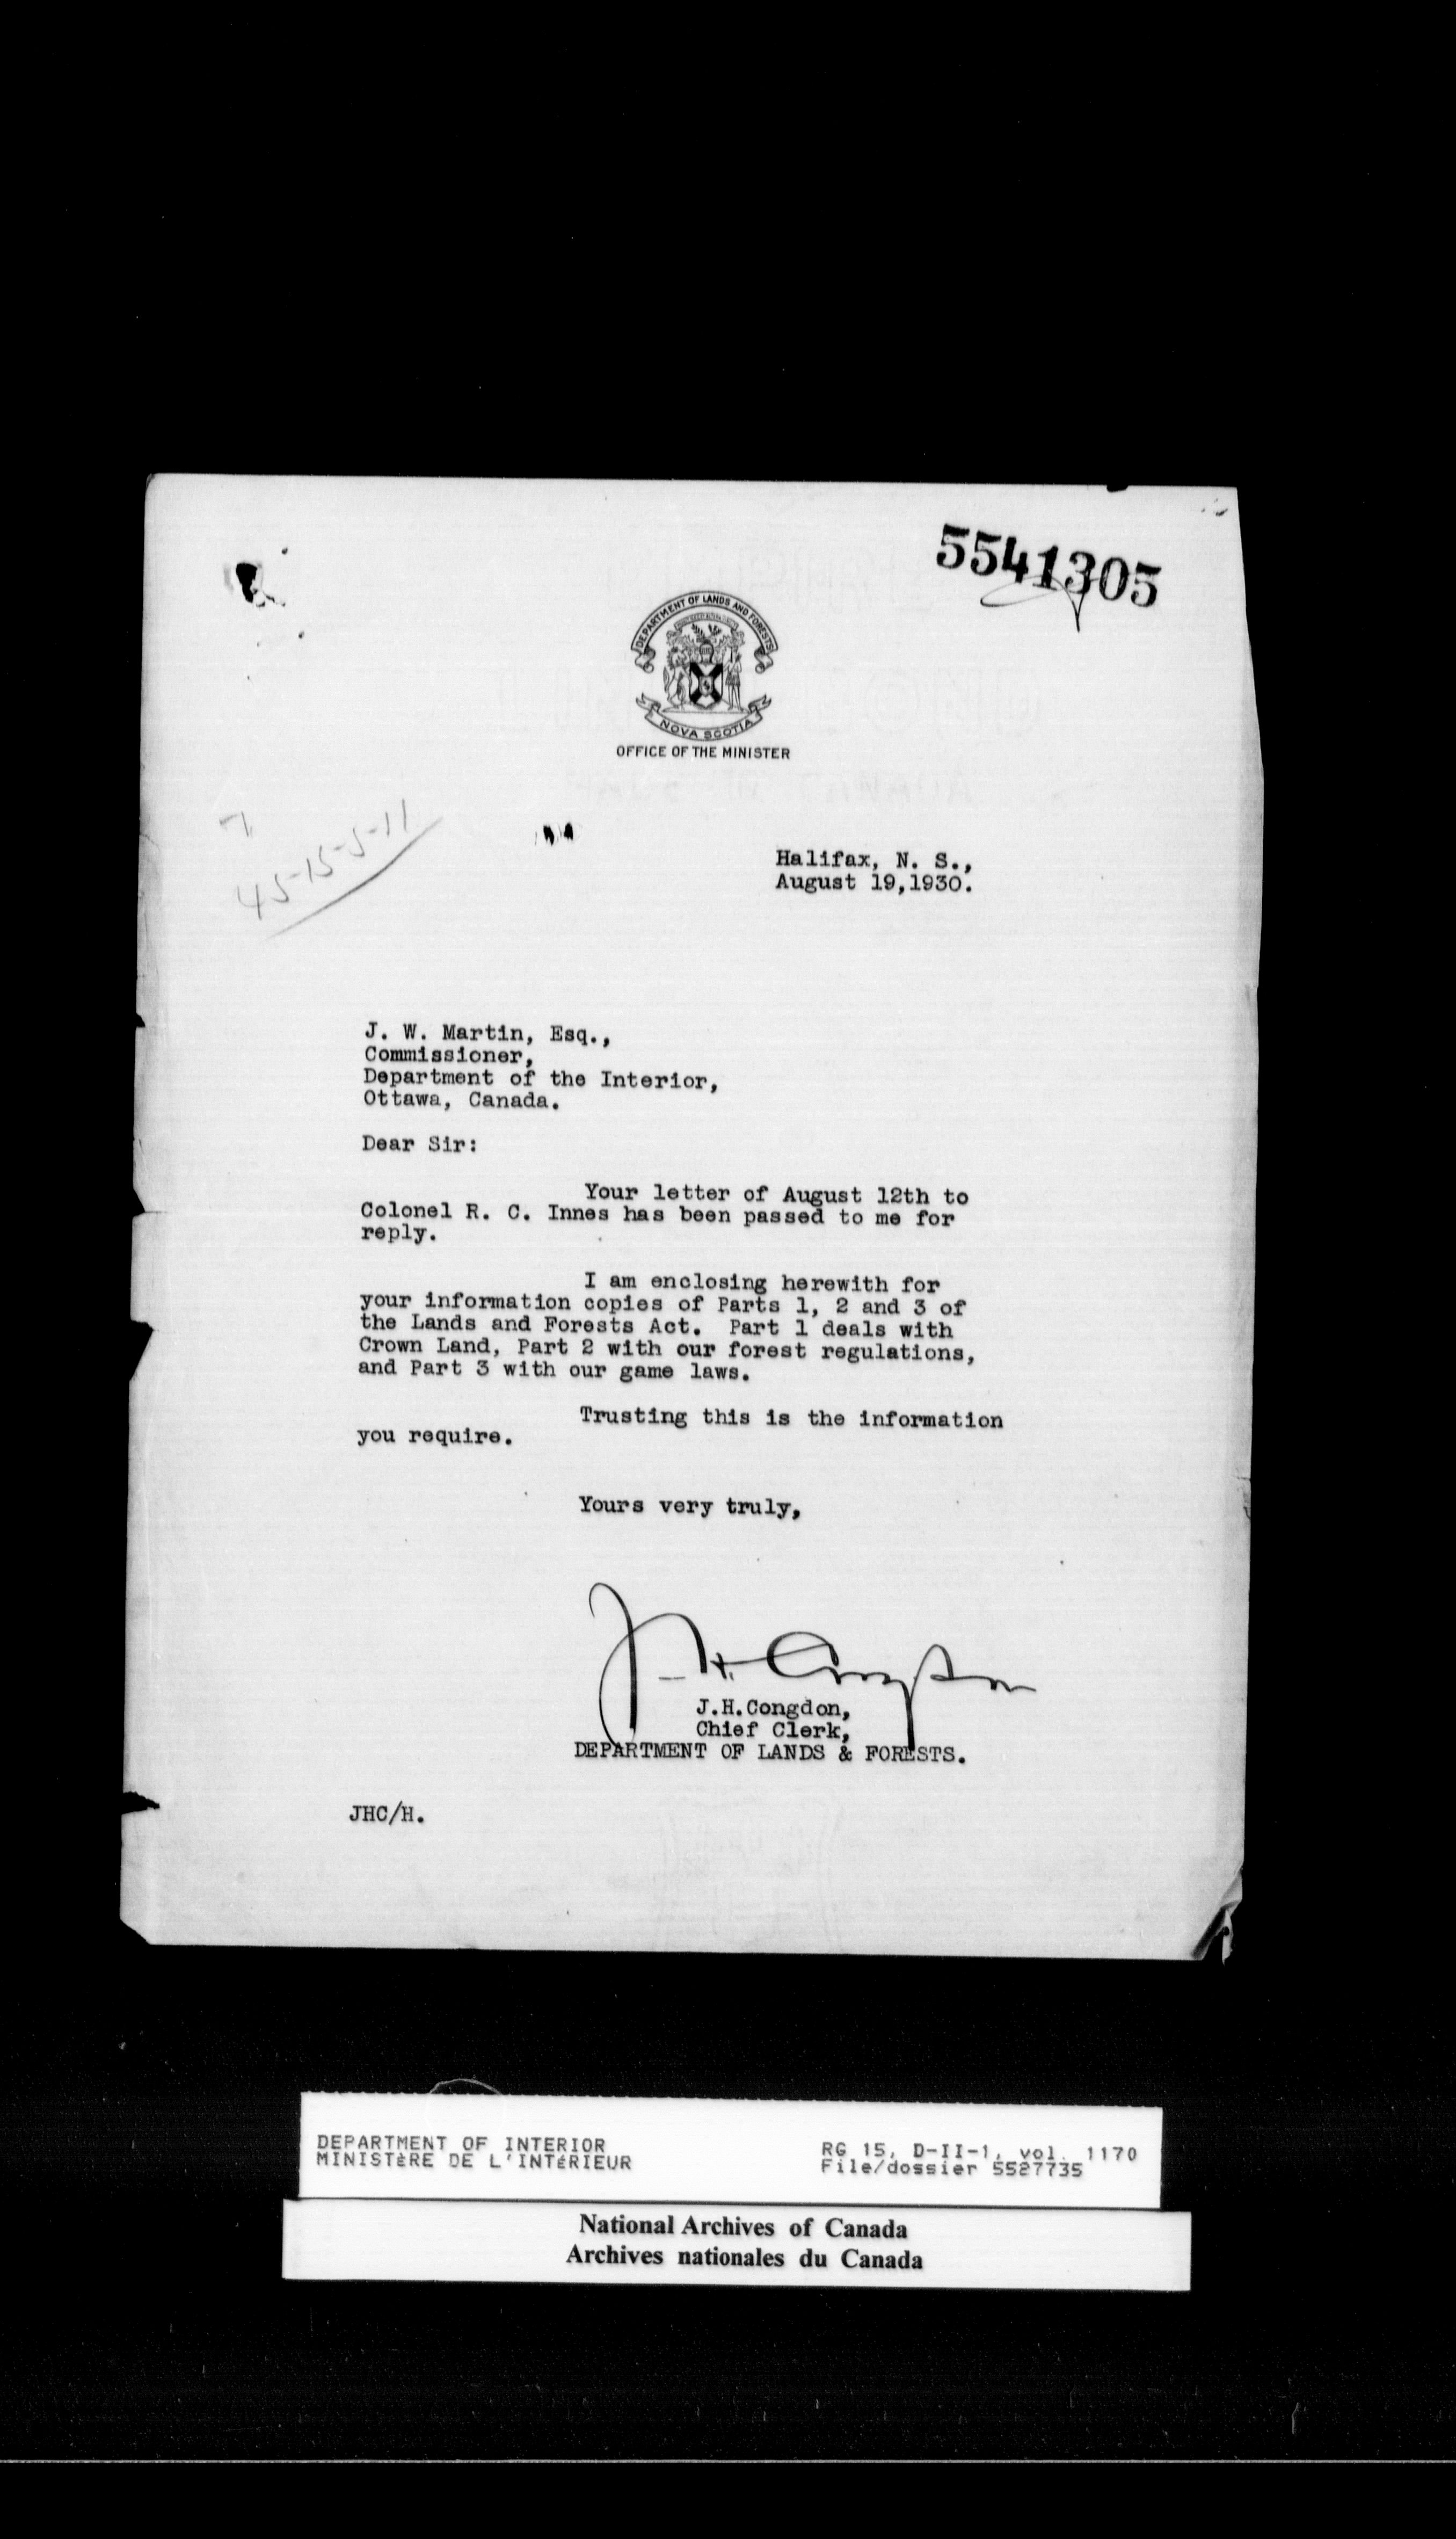 5541305
DEPARTMENT OF LANDS AND FORESTS
NOVA SCOTIA
OFFICE OF THE MINISTER
45-15-5-11
Halifax, N. S.,
August 19,1930.
J. W. Martin, Esq.,
Commissioner,
Department of the Interior,
Ottawa, Canada.
Dear Sir:
Your letter of August 12th to
Colonel R. C. Innes has been passed to me for
reply.
I am enclosing herewith for
your information copies of Parts 1, 2 and 3 of
the Lands and Forests Act. Part 1 deals with
Crown Land, Part 2 with our forest regulations,
and Part 3 with our game laws.
Trusting this is the information
you require.
Yours very truly,
J. H. Congdon
J.H.Congdon,
Chief Clerk,
DEPARTMENT OF LANDS & FORESTS.
JHC/H.
DEPARTMENT OF INTERIOR
MINISTèRE DE L'INTéRIEUR
RG 15, D-II-1, vol. 1170
File/dossier 5527735
National Archives of Canada
Archives nationales du Canada